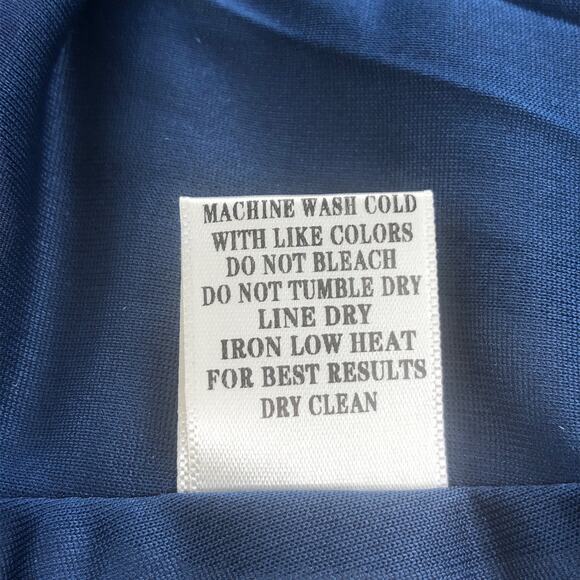 MACHINE WASH COLD
WITH LIKE COLORS
DO NOT BLEACH
DO NOT TUMBLE DRY
LINE DRY
IRON LOW HEAT
FOR BEST RESULTS
DRY CLEAN